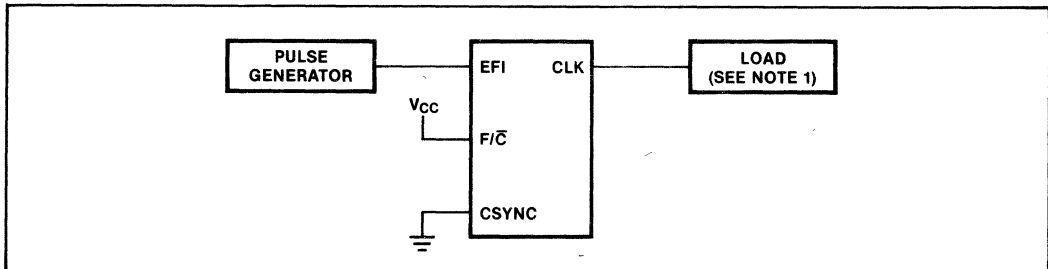 PULSE
GENERATOR
EFI
CLK
LOAD
(SEE NOTE 1)
VCC
F/C̅
CSYNC